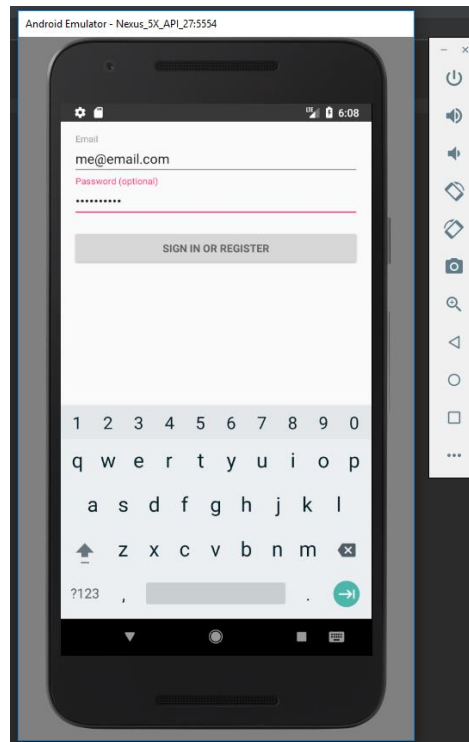 Android Emulator - Nexus_5X_API_27:5554
LTE 6:08
Email
me@email.com
Password (optional)
••••••••••
SIGN IN OR REGISTER
1 2 3 4 5 6 7 8 9 0
q w e r t y u i o p
a s d f g h j k l
z x c v b n m
?123 , .